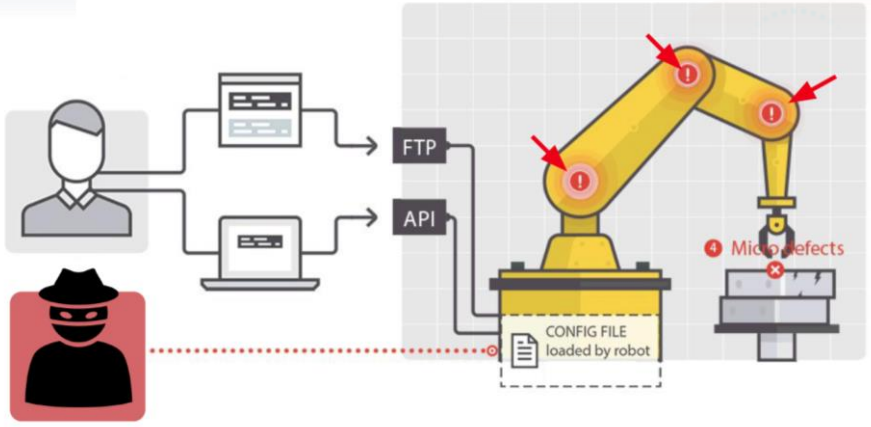 FTP
API
4 Micro defects
CONFIG FILE
loaded by robot